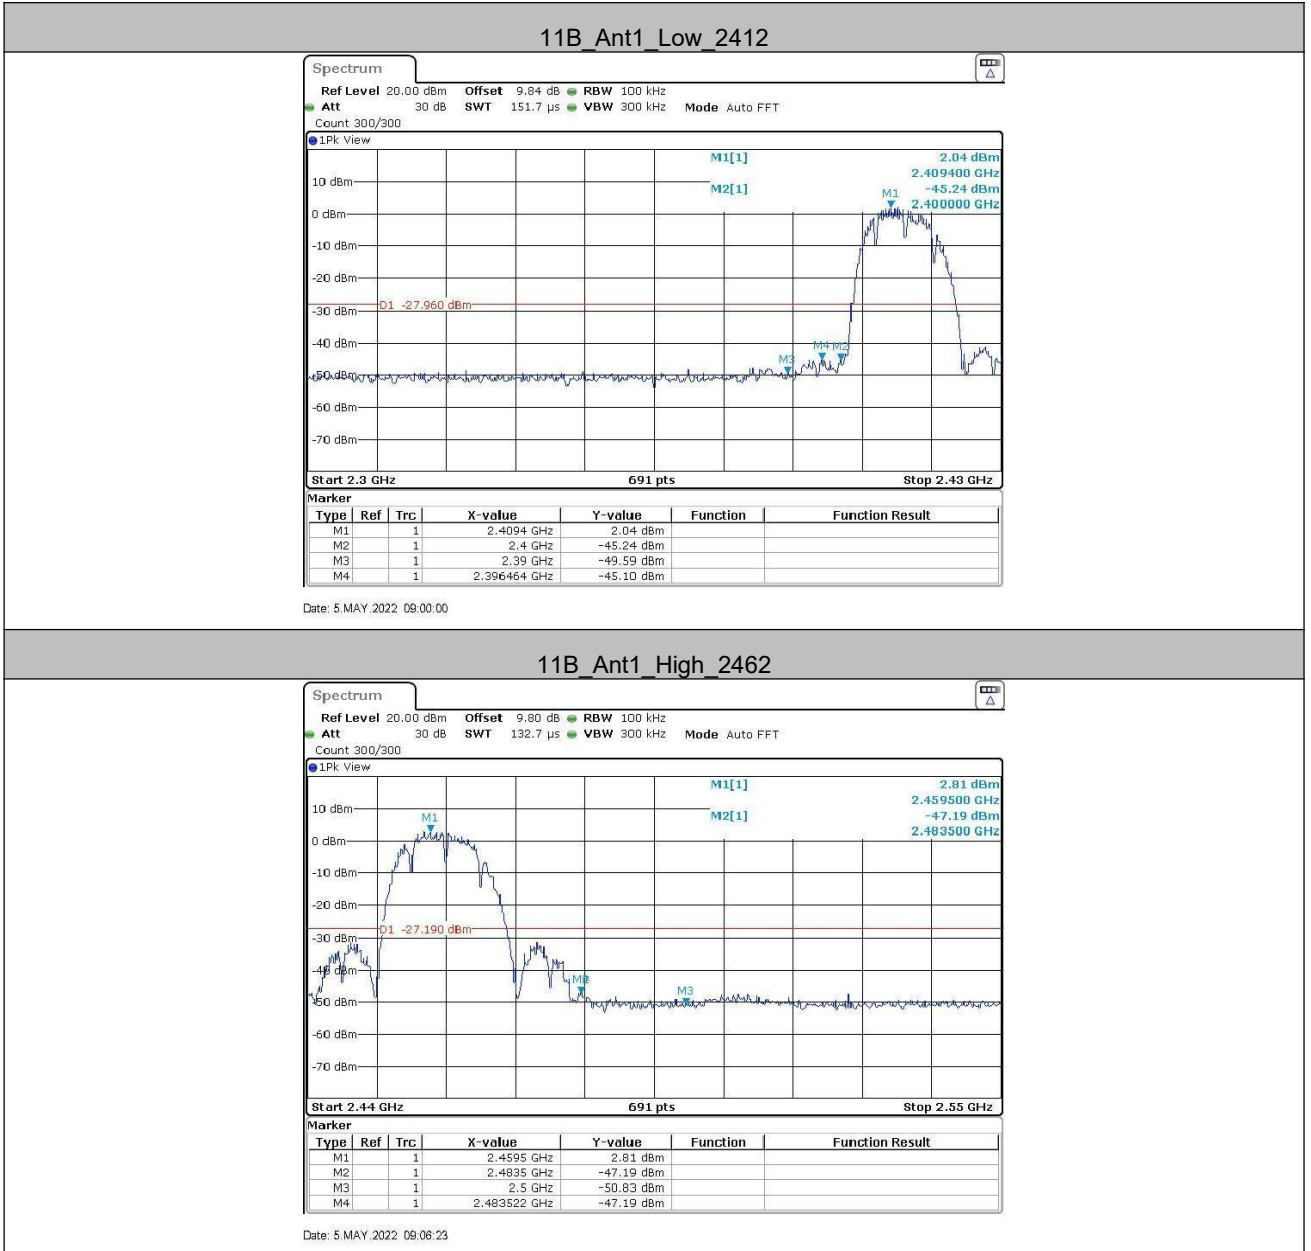 11B_Ant1_Low_2412
Spectrum
Ref Level 20.00 dBm Offset 9.84 dB RBW 100 kHz
Att 30 dB SWT 151.7 µs VBW 300 kHz Mode Auto FFT
Count 300/300
1Pk View
M1[1] 2.04 dBm
2.409400 GHz
M2[1] -45.24 dBm
2.400000 GHz
10 dBm
M1
0 dBm
-10 dBm
-20 dBm
D1 -27.960 dBm
-30 dBm
-40 dBm
M3 M4 M2
-50 dBm
-60 dBm
-70 dBm
Start 2.3 GHz 691 pts Stop 2.43 GHz
Marker
Type Ref Trc X-value Y-value Function Function Result
M1 1 2.4094 GHz 2.04 dBm
M2 1 2.4 GHz -45.24 dBm
M3 1 2.39 GHz -49.59 dBm
M4 1 2.396464 GHz -45.10 dBm
Date: 5.MAY.2022 09:00:00
11B_Ant1_High_2462
Spectrum
Ref Level 20.00 dBm Offset 9.80 dB RBW 100 kHz
Att 30 dB SWT 132.7 µs VBW 300 kHz Mode Auto FFT
Count 300/300
1Pk View
M1[1] 2.81 dBm
2.459500 GHz
M2[1] -47.19 dBm
2.483500 GHz
10 dBm
M1
0 dBm
-10 dBm
-20 dBm
D1 -27.190 dBm
-30 dBm
-40 dBm
M3
-50 dBm
-60 dBm
-70 dBm
Start 2.44 GHz 691 pts Stop 2.55 GHz
Marker
Type Ref Trc X-value Y-value Function Function Result
M1 1 2.4595 GHz 2.81 dBm
M2 1 2.4835 GHz -47.19 dBm
M3 1 2.5 GHz -50.83 dBm
M4 1 2.483522 GHz -47.19 dBm
Date: 5.MAY.2022 09:06:23